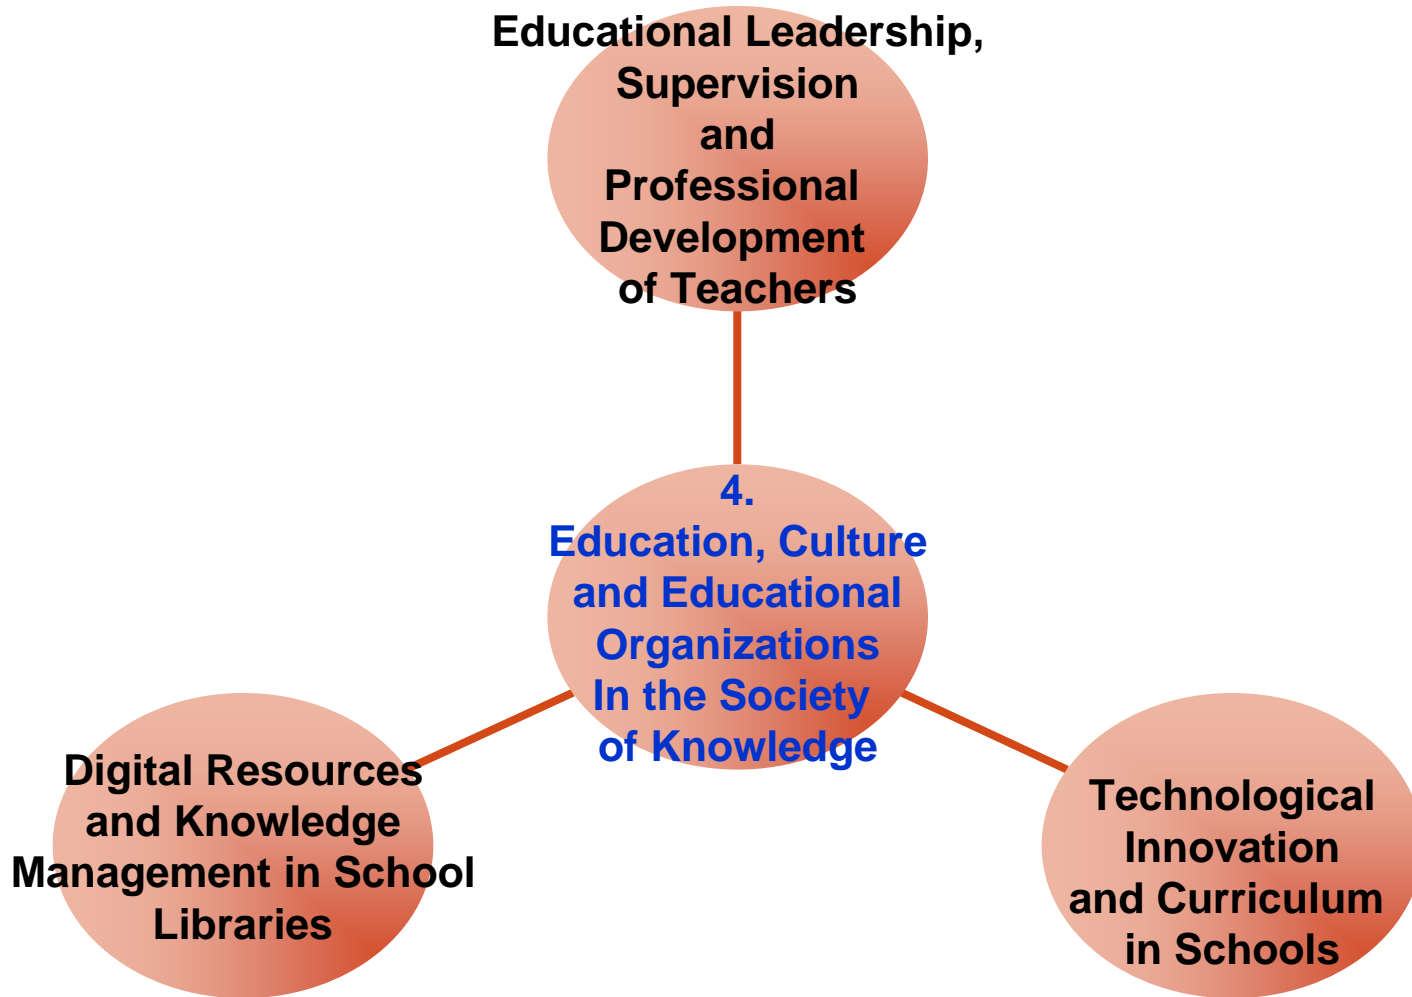 Educational Leadership,
Supervision
and
Professional
Development
of Teachers
4.
Education, Culture
and Educational
Organizations
In the Society
of Knowledge
Digital Resources
and Knowledge
Management in School
Libraries
Technological
Innovation
and Curriculum
in Schools